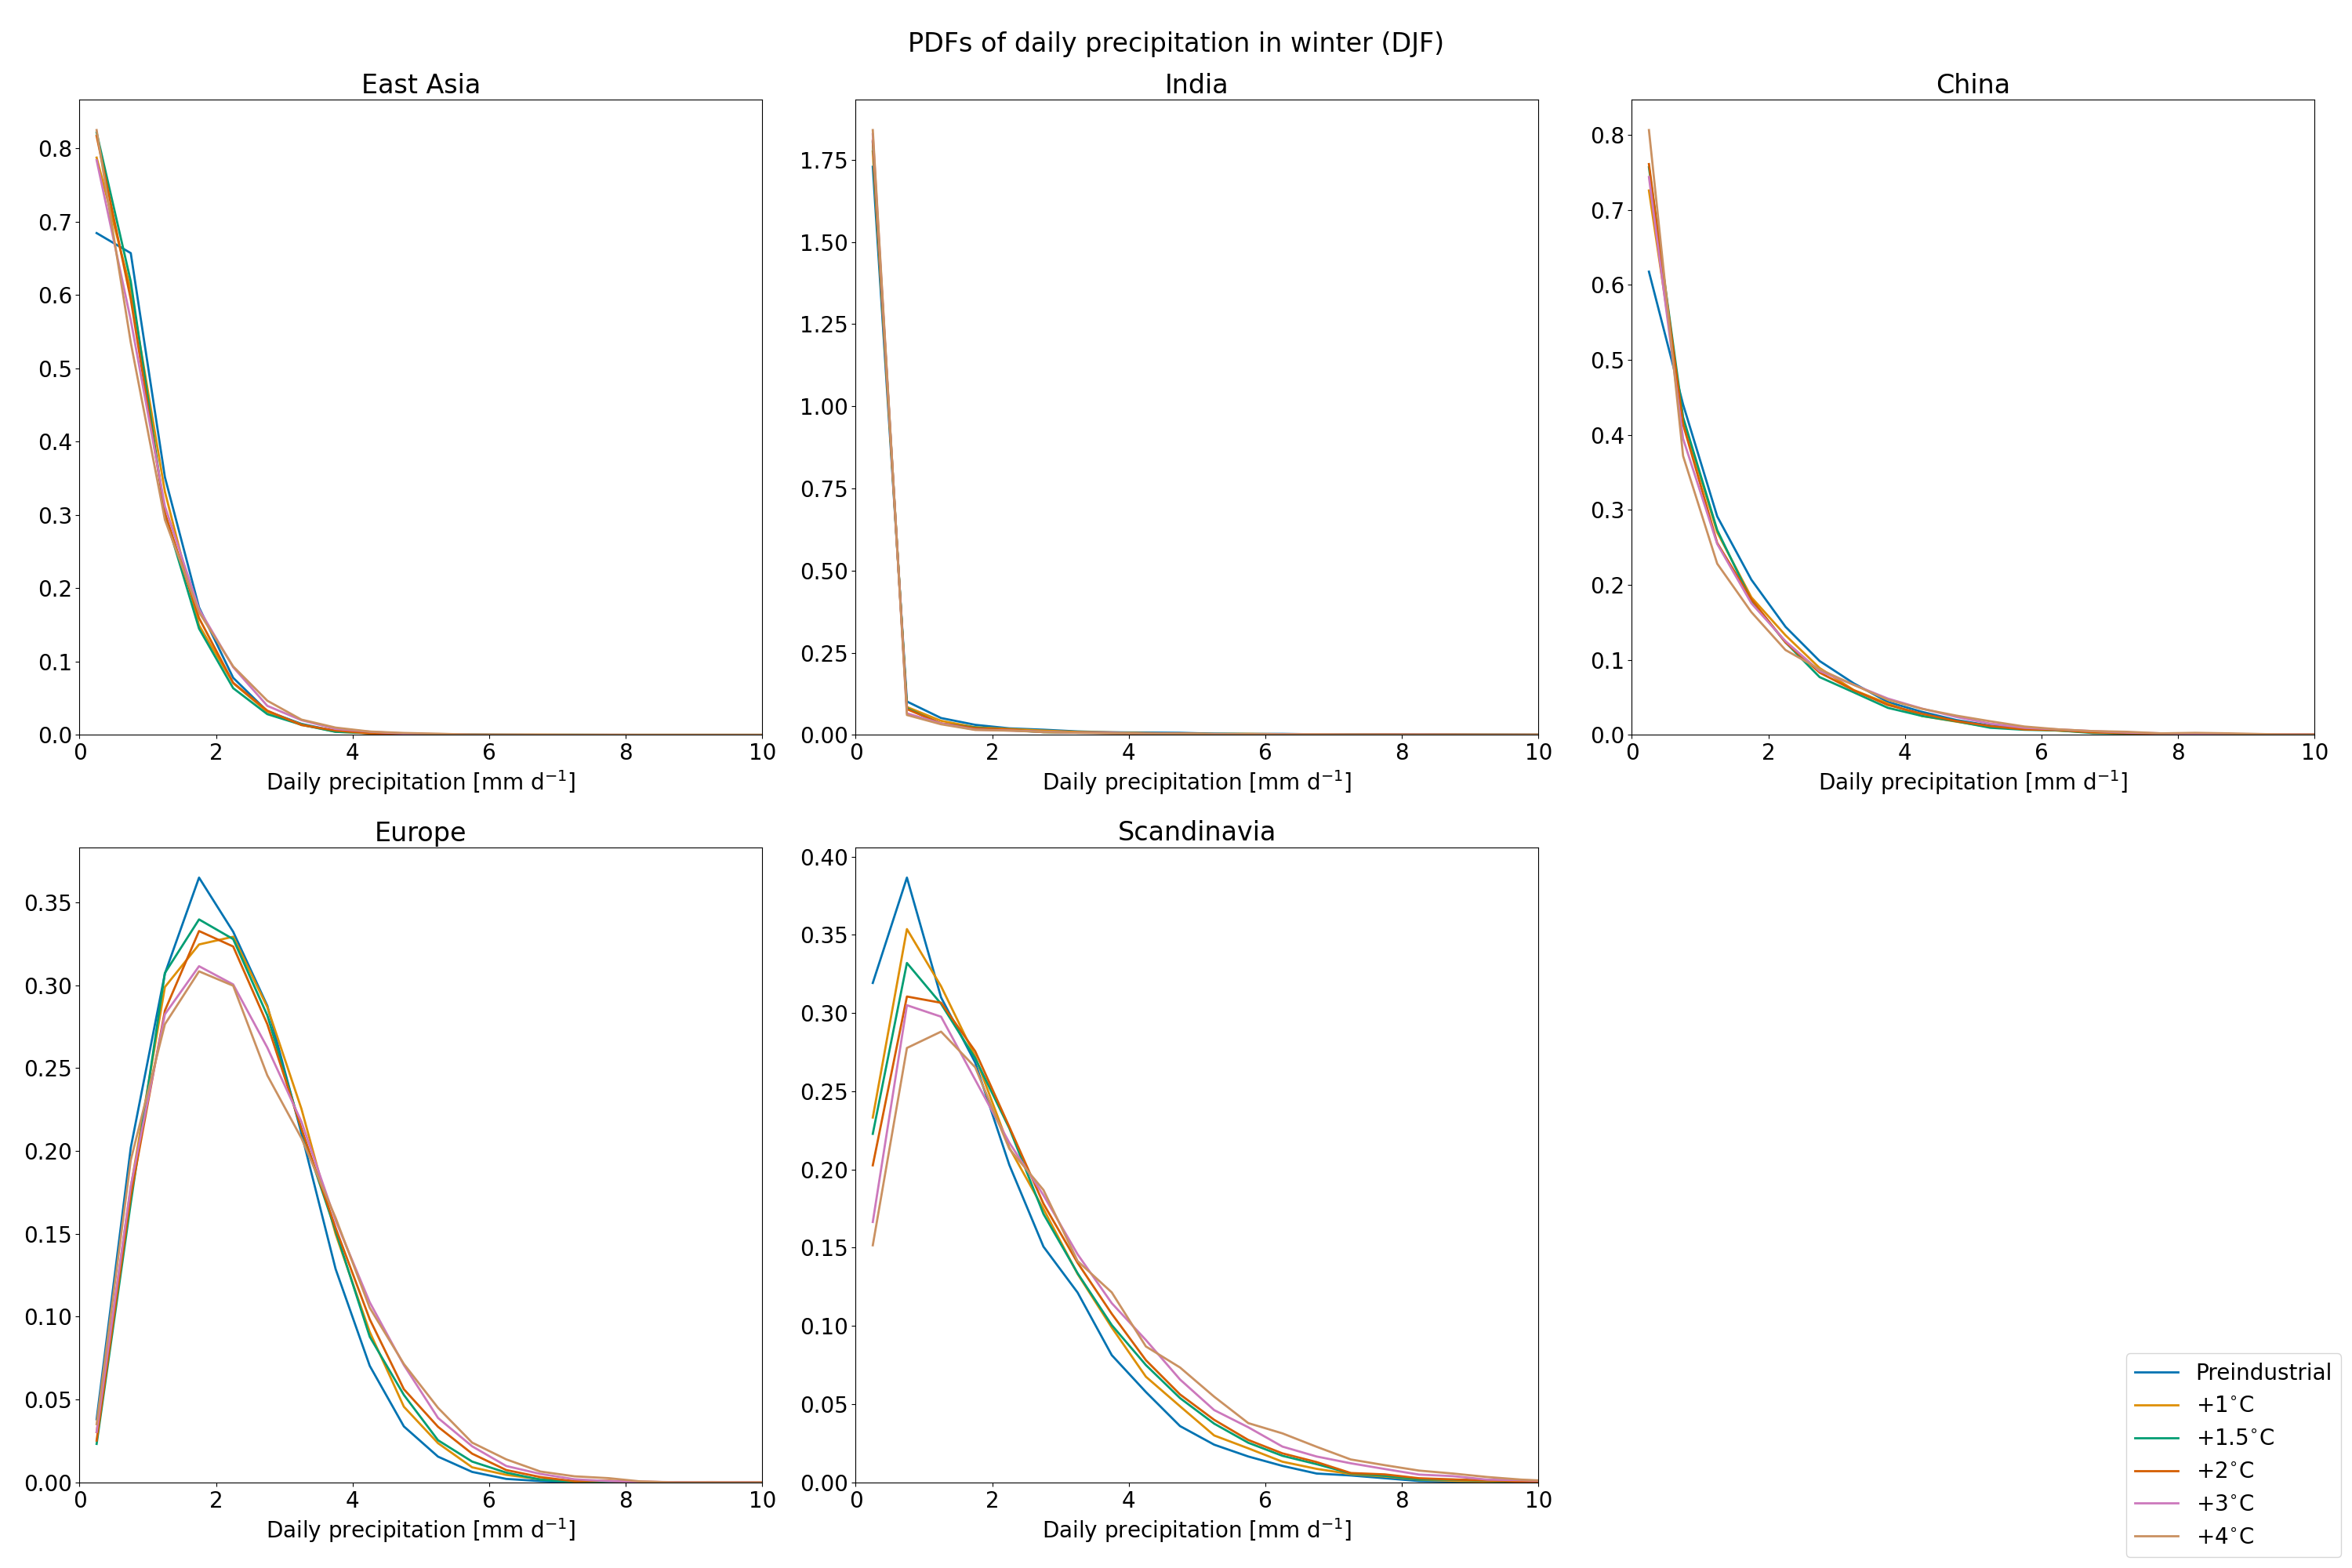 PDFs of daily precipitation in winter (DJF)
East Asia
0.8
0.7
0.6
0.5
0.4
0.3
0.2
0.1
0.0
0 2 4 6 8 10
Daily precipitation [mm d⁻¹]
India
1.75
1.50
1.25
1.00
0.75
0.50
0.25
0.00
0 2 4 6 8 10
Daily precipitation [mm d⁻¹]
China
0.8
0.7
0.6
0.5
0.4
0.3
0.2
0.1
0.0
0 2 4 6 8 10
Daily precipitation [mm d⁻¹]
Europe
0.35
0.30
0.25
0.20
0.15
0.10
0.05
0.00
0 2 4 6 8 10
Daily precipitation [mm d⁻¹]
Scandinavia
0.40
0.35
0.30
0.25
0.20
0.15
0.10
0.05
0.00
0 2 4 6 8 10
Daily precipitation [mm d⁻¹]
Preindustrial
+1°C
+1.5°C
+2°C
+3°C
+4°C